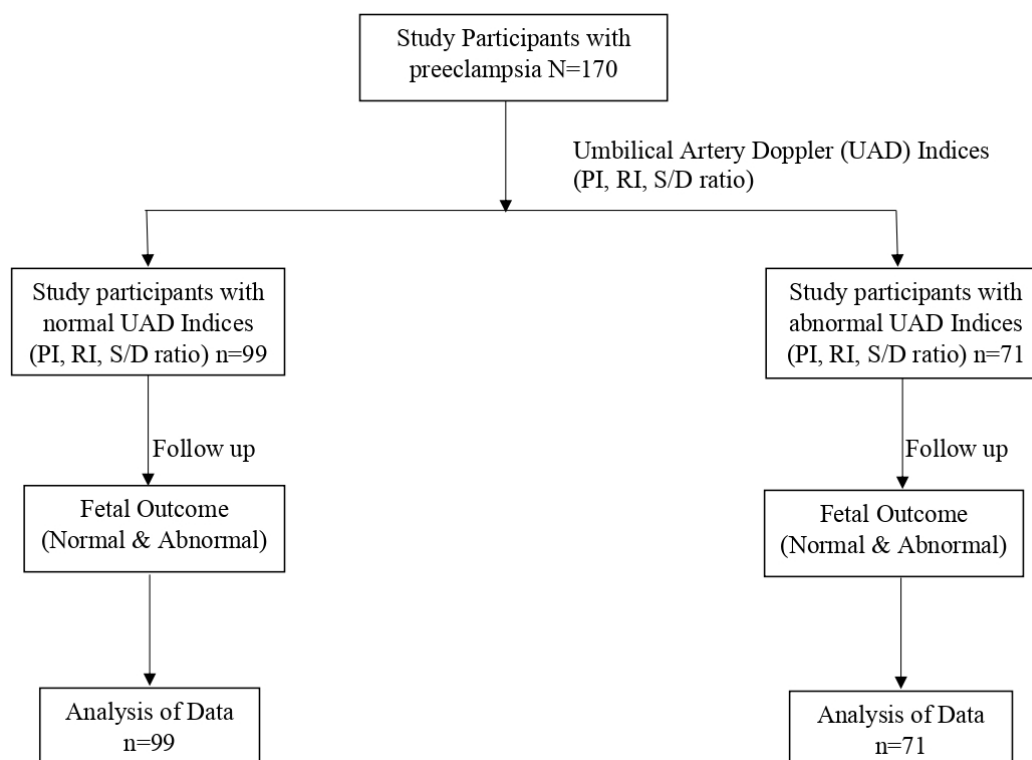 Study Participants with
preeclampsia N=170
Umbilical Artery Doppler (UAD) Indices
(PI, RI, S/D ratio)
Study participants with
normal UAD Indices
(PI, RI, S/D ratio) n=99
Study participants with
abnormal UAD Indices
(PI, RI, S/D ratio) n=71
Follow up
Follow up
Fetal Outcome
(Normal & Abnormal)
Fetal Outcome
(Normal & Abnormal)
Analysis of Data
n=99
Analysis of Data
n=71